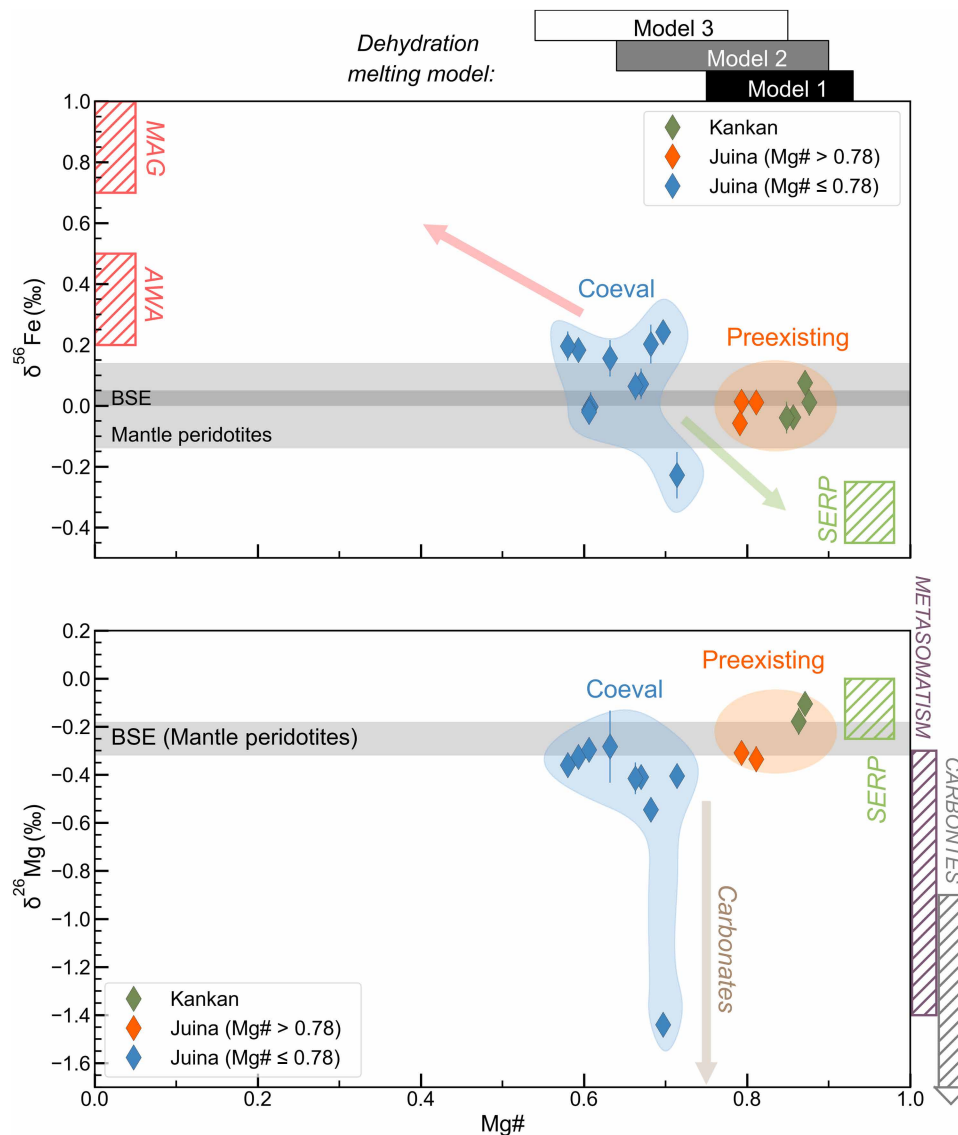 Dehydration
melting model:
Model 3
Model 2
Model 1
δ⁵⁶Fe (‰)
1.0
0.8
0.6
0.4
0.2
0.0
−0.2
−0.4
MAG
AWA
Kankan
Juina (Mg# > 0.78)
Juina (Mg# ≤ 0.78)
Coeval
Preexisting
BSE
Mantle peridotites
SERP
δ²⁶Mg (‰)
0.2
0.0
−0.2
−0.4
−0.6
−0.8
−1.0
−1.2
−1.4
−1.6
Preexisting
Coeval
BSE (Mantle peridotites)
SERP
METASOMATISM
CARBONTES
Carbonates
Kankan
Juina (Mg# > 0.78)
Juina (Mg# ≤ 0.78)
0.0 0.2 0.4 0.6 0.8 1.0
Mg#